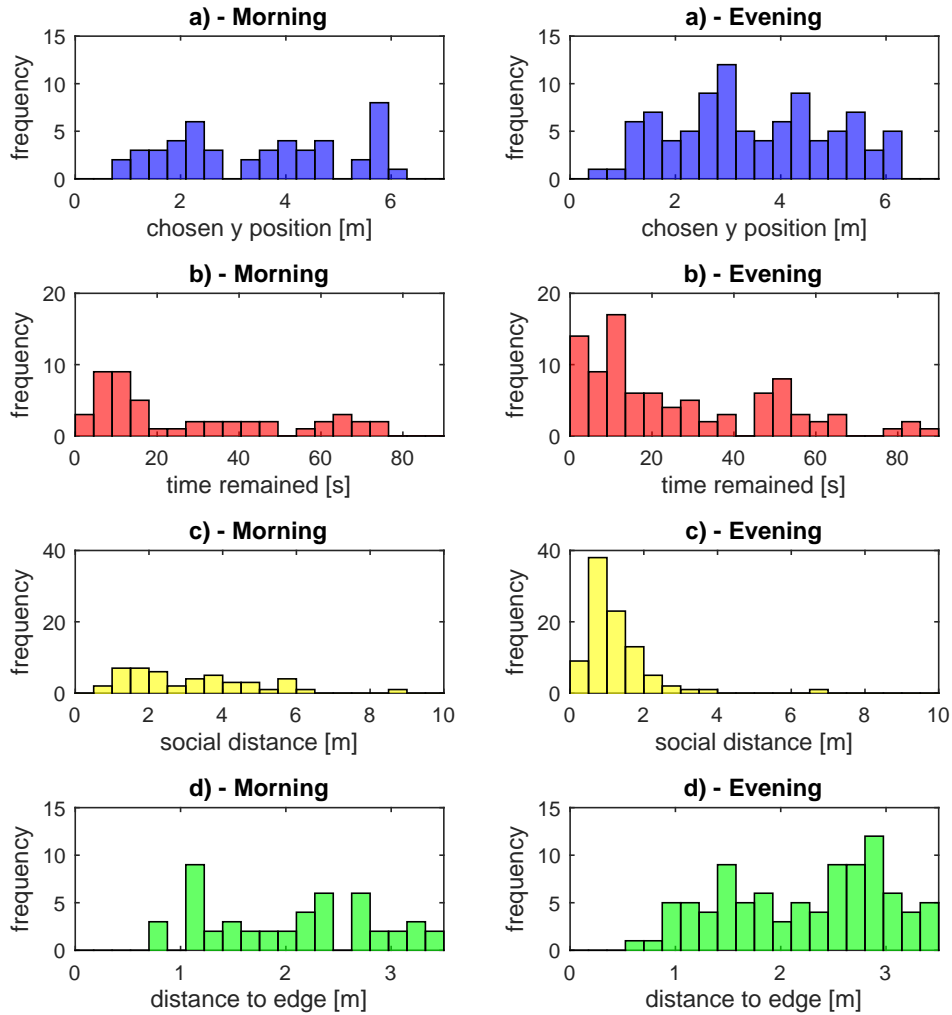 a) - Morning
15
10
5
0
frequency
0 2 4 6
chosen y position [m]
a) - Evening
15
10
5
0
frequency
0 2 4 6
chosen y position [m]
b) - Morning
20
10
0
frequency
0 20 40 60 80
time remained [s]
b) - Evening
20
10
0
frequency
0 20 40 60 80
time remained [s]
c) - Morning
40
20
0
frequency
0 2 4 6 8 10
social distance [m]
c) - Evening
40
20
0
frequency
0 2 4 6 8 10
social distance [m]
d) - Morning
15
10
5
0
frequency
0 1 2 3
distance to edge [m]
d) - Evening
15
10
5
0
frequency
0 1 2 3
distance to edge [m]